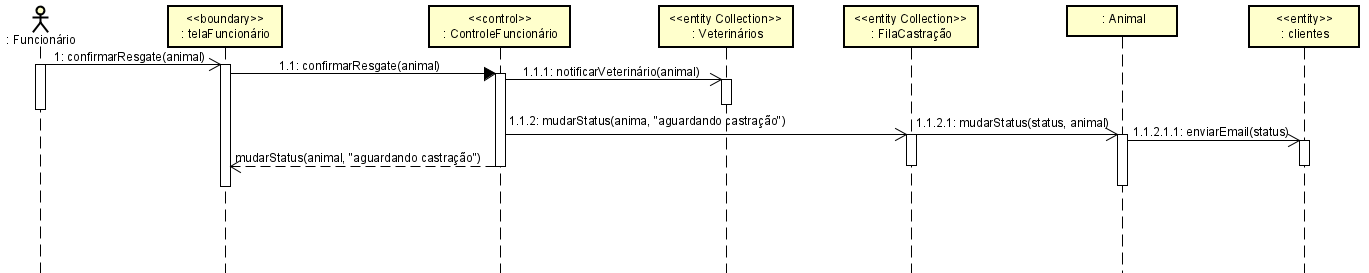 : Funcionário
<<boundary>>
: telaFuncionário
<<control>>
: ControleFuncionário
<<entity Collection>>
: Veterinários
<<entity Collection>>
: FilaCastração
: Animal
<<entity>>
: clientes
1: confirmarResgate(animal)
1.1: confirmarResgate(animal)
1.1.1: notificarVeterinário(animal)
1.1.2: mudarStatus(anima, "aguardando castração")
1.1.2.1: mudarStatus(status, animal)
1.1.2.1.1: enviarEmail(status)
mudarStatus(animal, "aguardando castração")